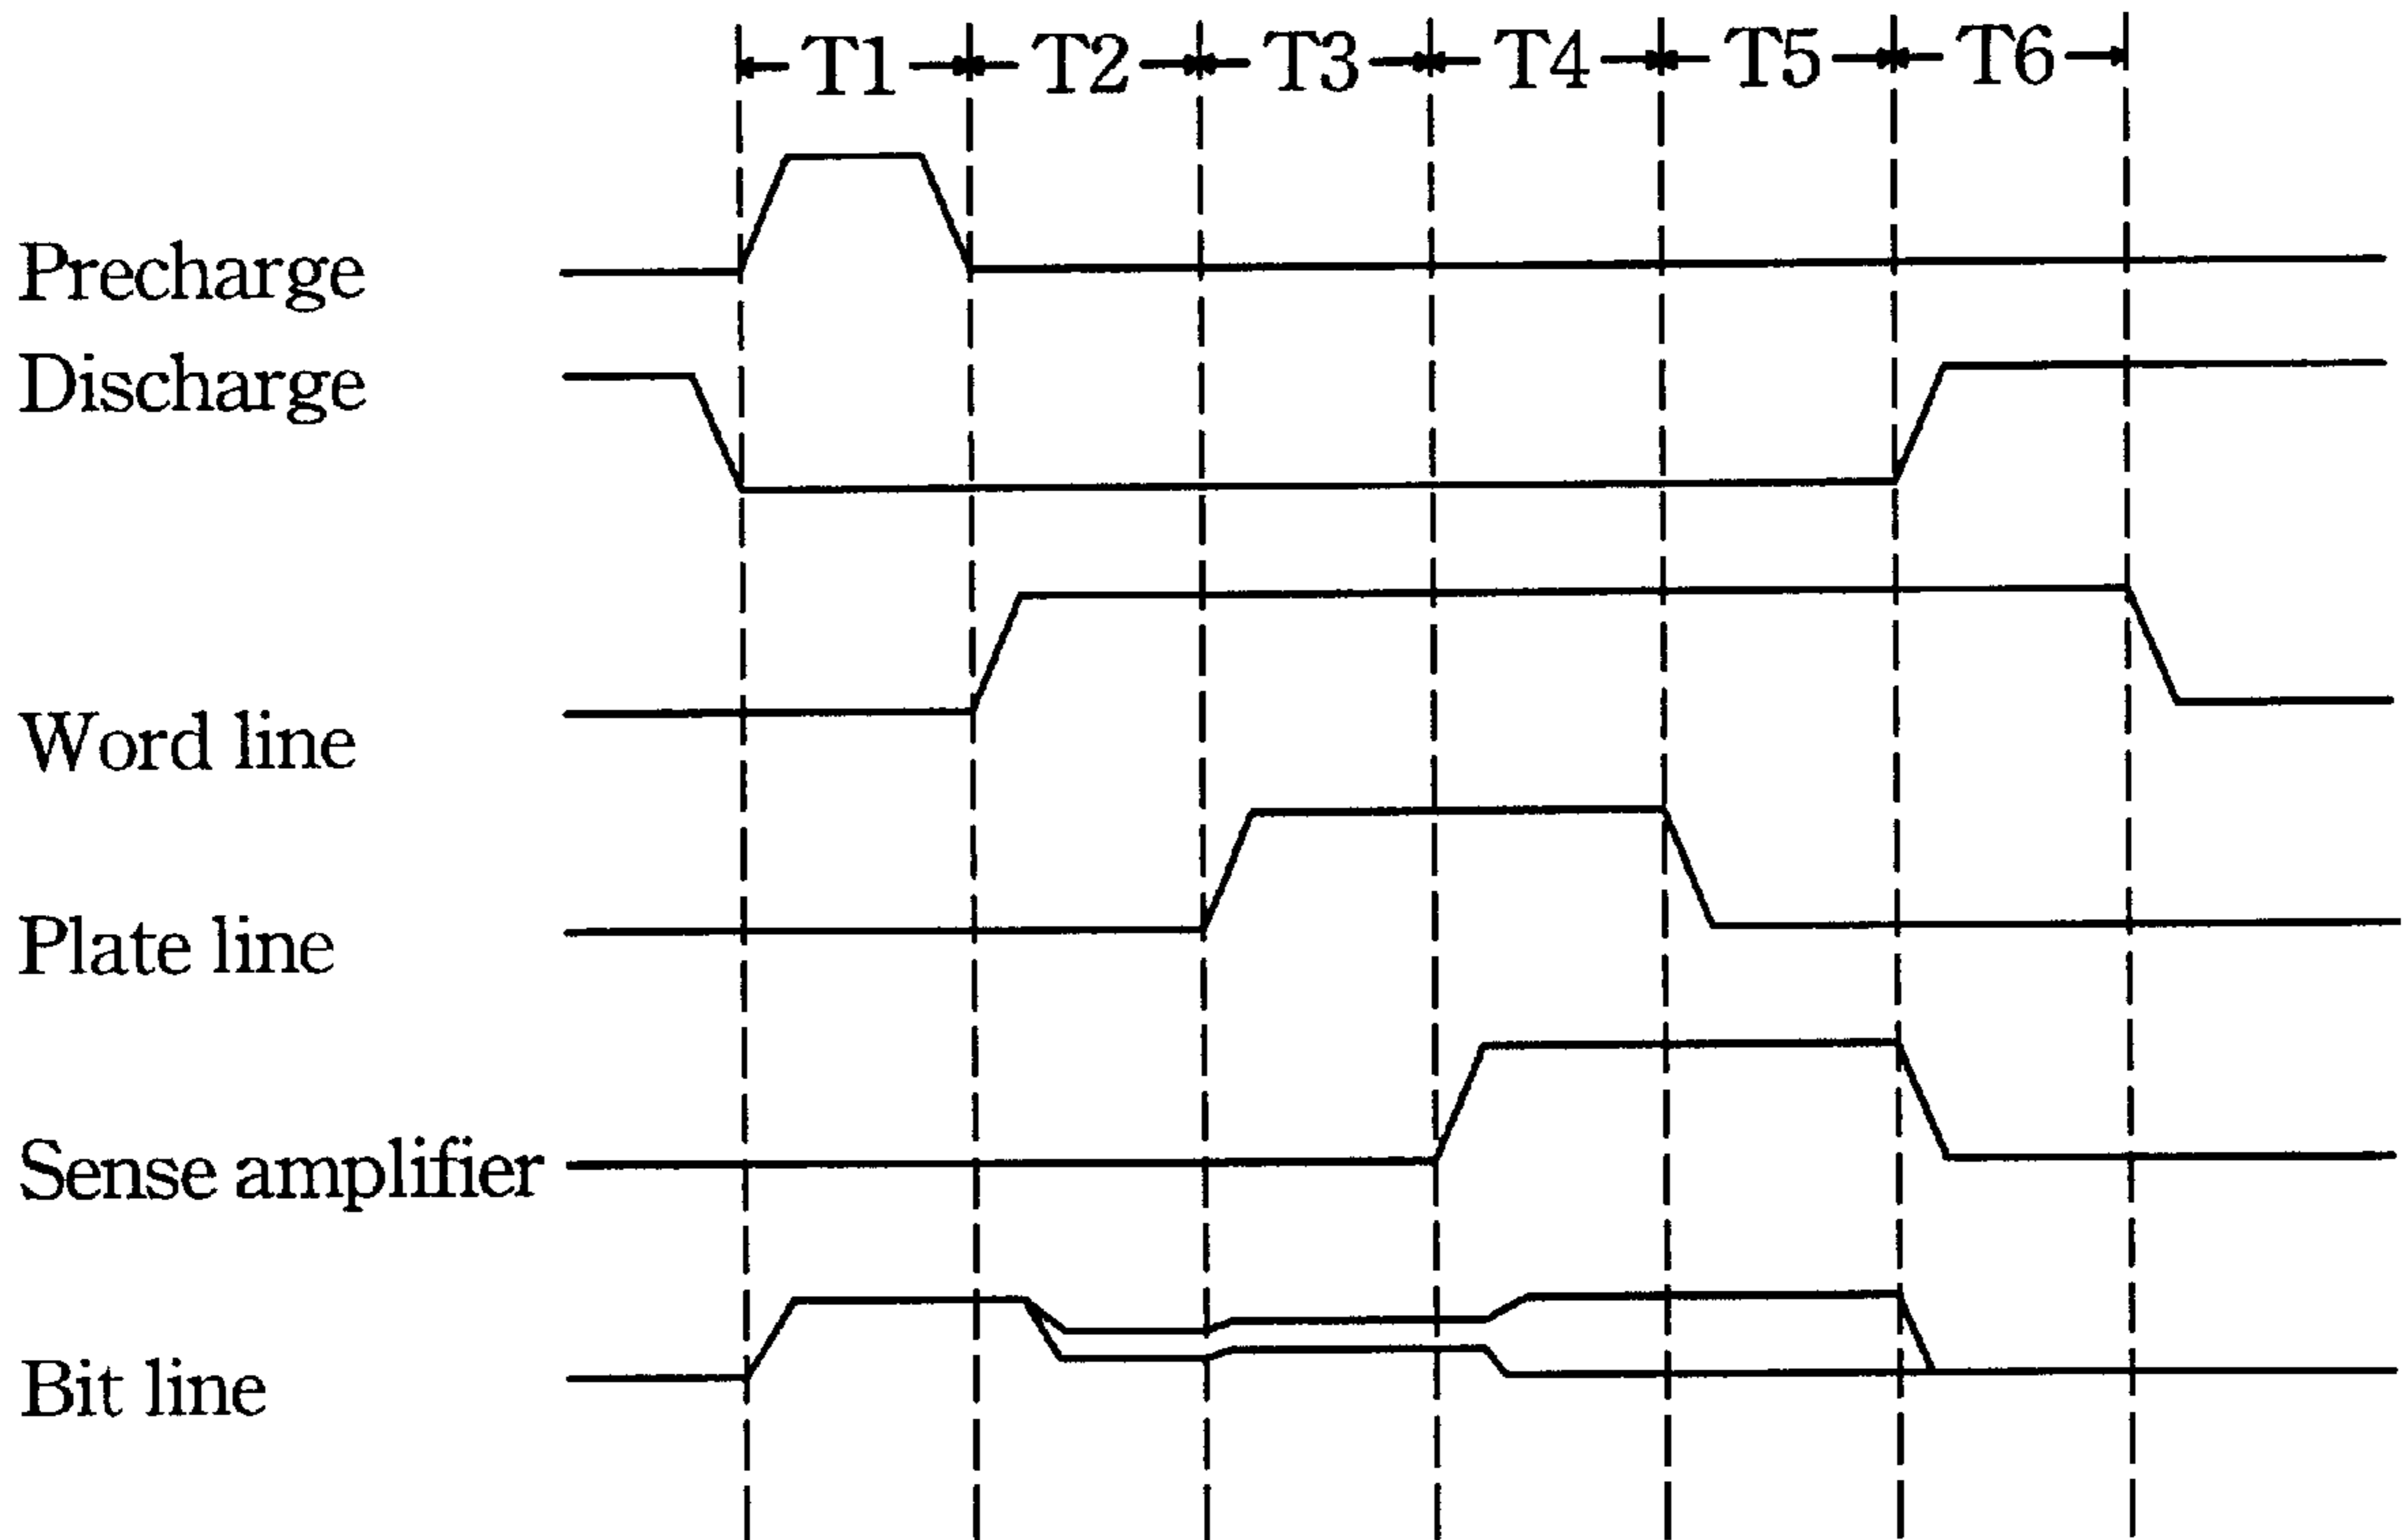 T1 T2 T3 T4 T5 T6
Precharge
Discharge
Word line
Plate line
Sense amplifier
Bit line